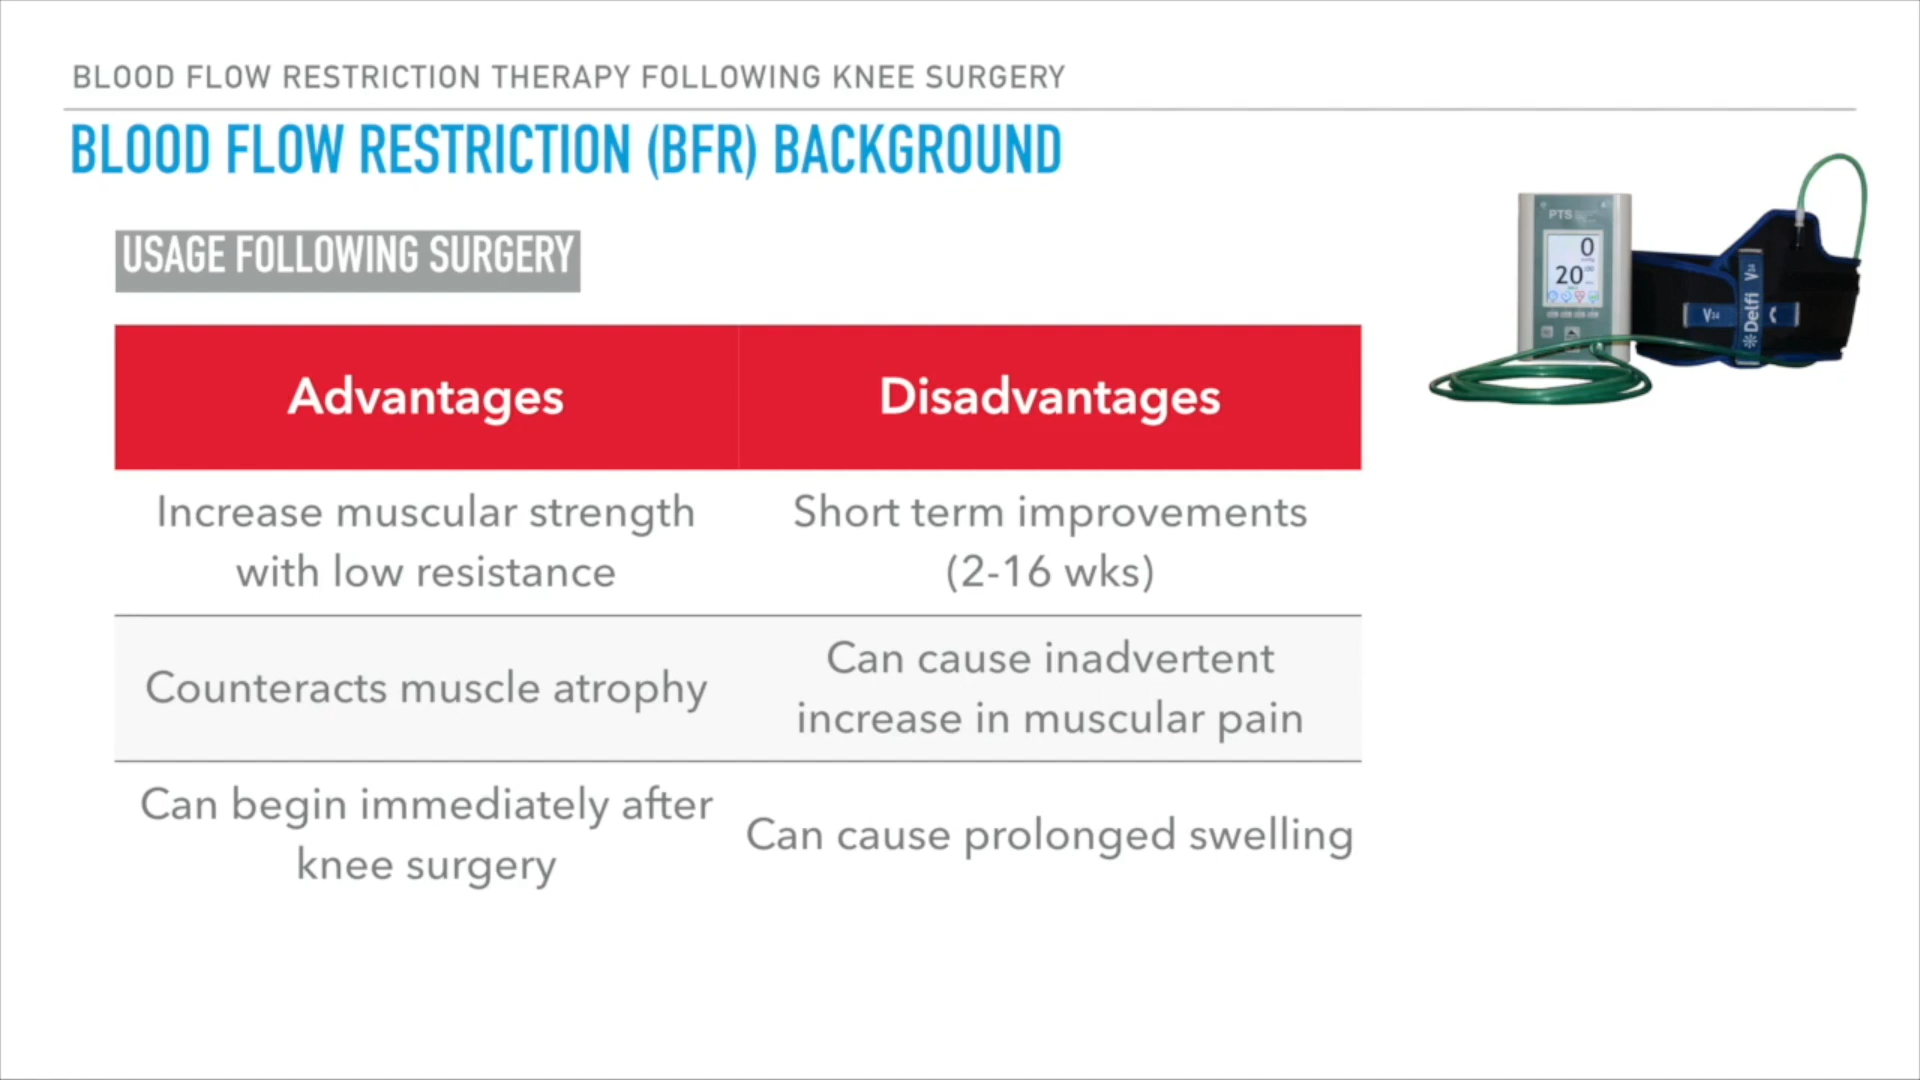 BLOOD FLOW RESTRICTION THERAPY FOLLOWING KNEE SURGERY
BLOOD FLOW RESTRICTION (BFR) BACKGROUND
USAGE FOLLOWING SURGERY
Advantages
Disadvantages
Increase muscular strength
with low resistance
Short term improvements
(2-16 wks)
Counteracts muscle atrophy
Can cause inadvertent
increase in muscular pain
Can begin immediately after
knee surgery
Can cause prolonged swelling
PTS
0
20
Delfi